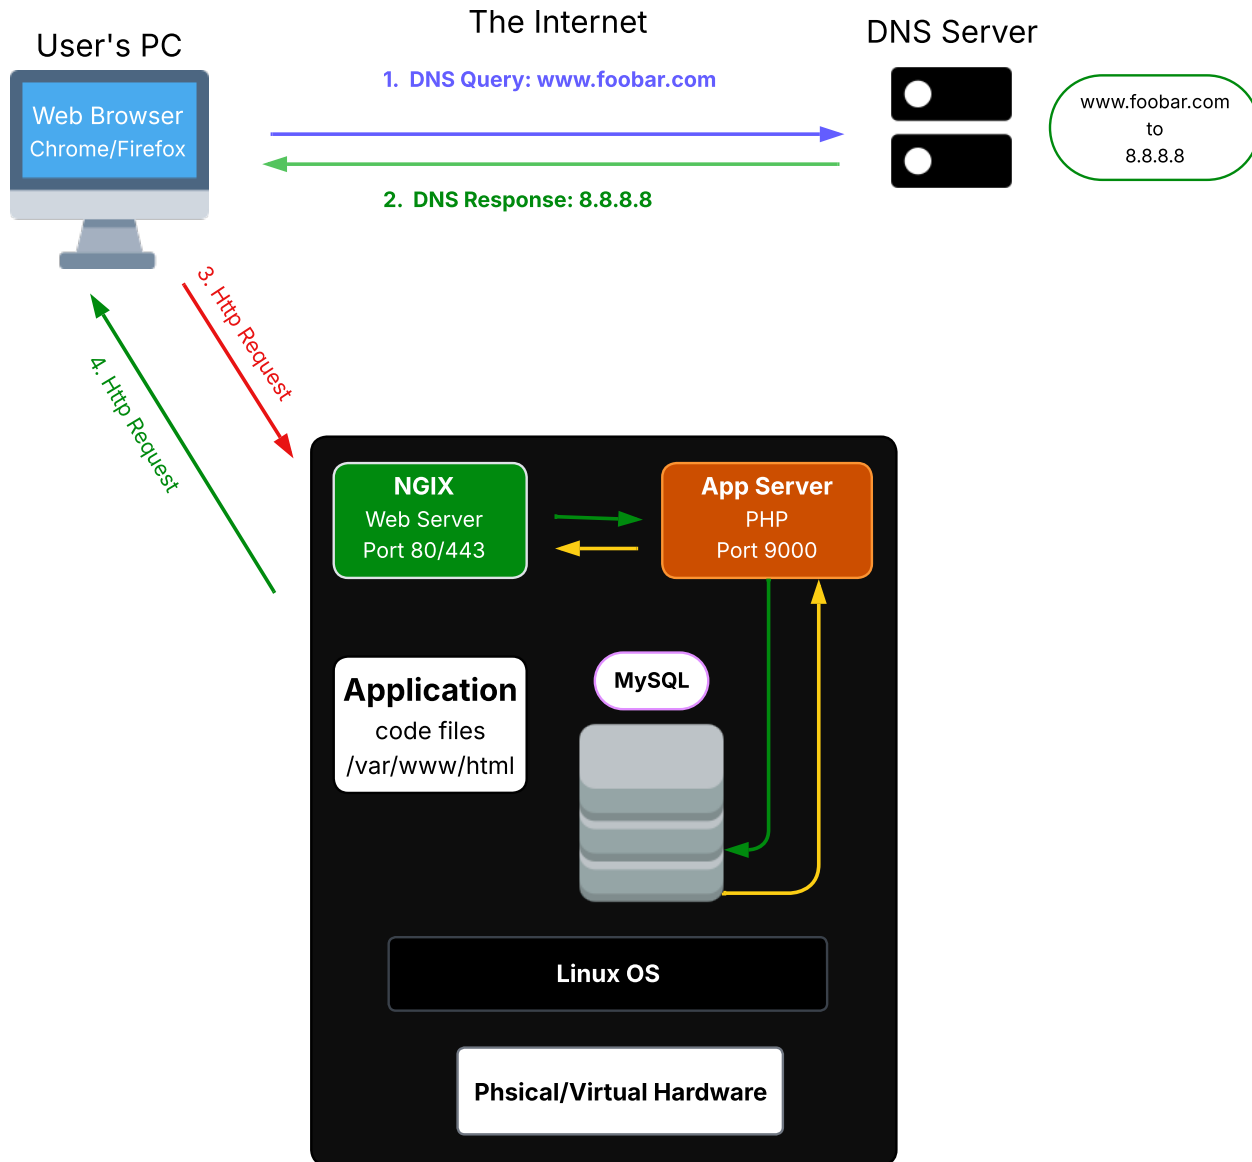 User's PC
The Internet
DNS Server
Web Browser
Chrome/Firefox
1. DNS Query: www.foobar.com
2. DNS Response: 8.8.8.8
www.foobar.com
to
8.8.8.8
3. Http Request
4. Http Request
NGIX
Web Server
Port 80/443
App Server
PHP
Port 9000
Application
code files
/var/www/html
MySQL
Linux OS
Phsical/Virtual Hardware